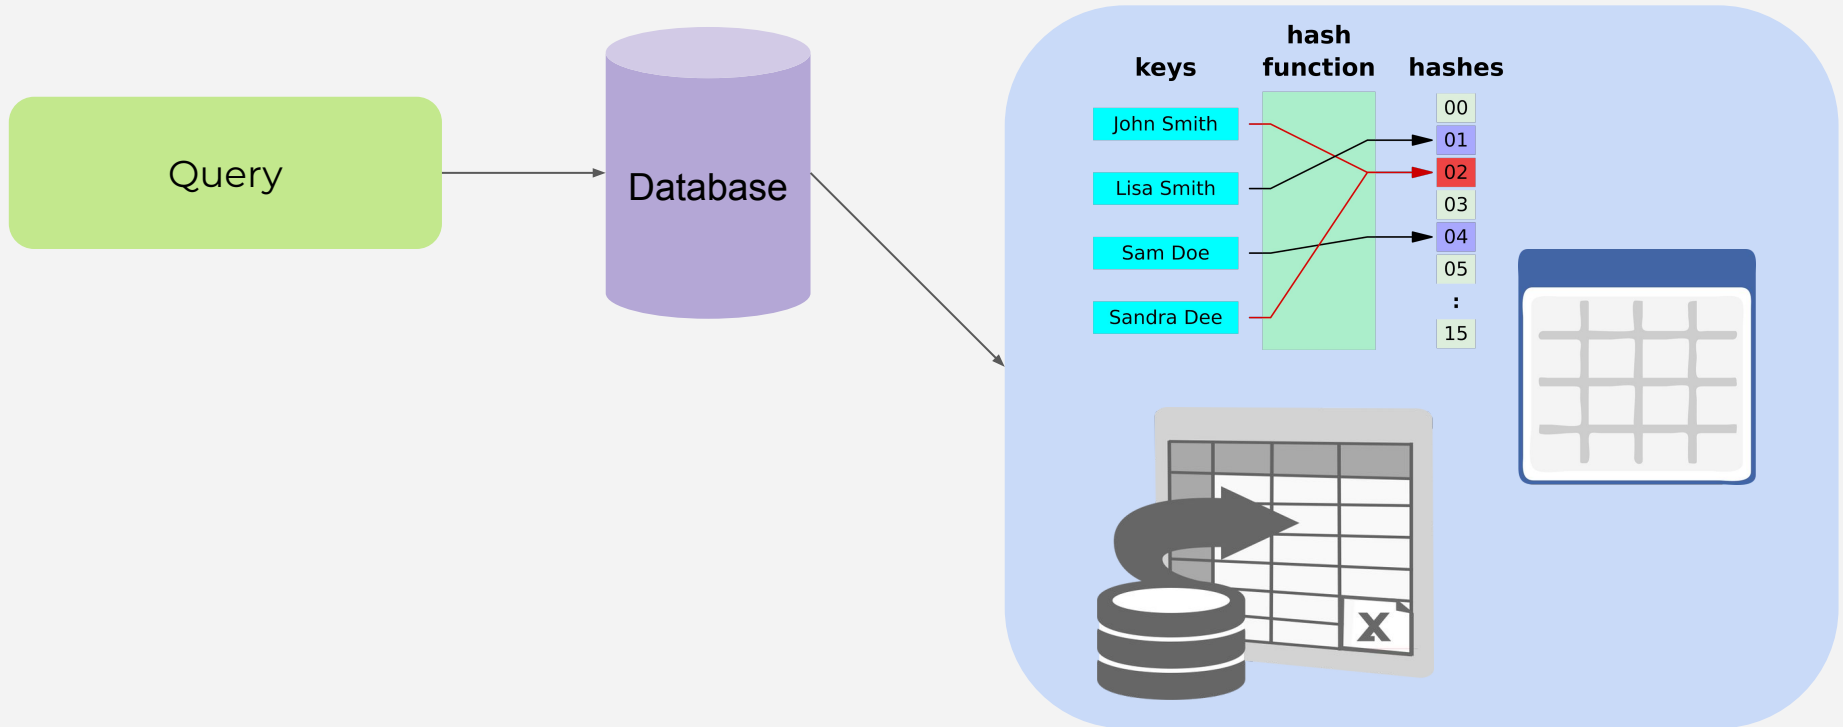 Query
Database
hash
keys function hashes
John Smith
Lisa Smith
Sam Doe
Sandra Dee
00
01
02
03
04
05
:
15
X